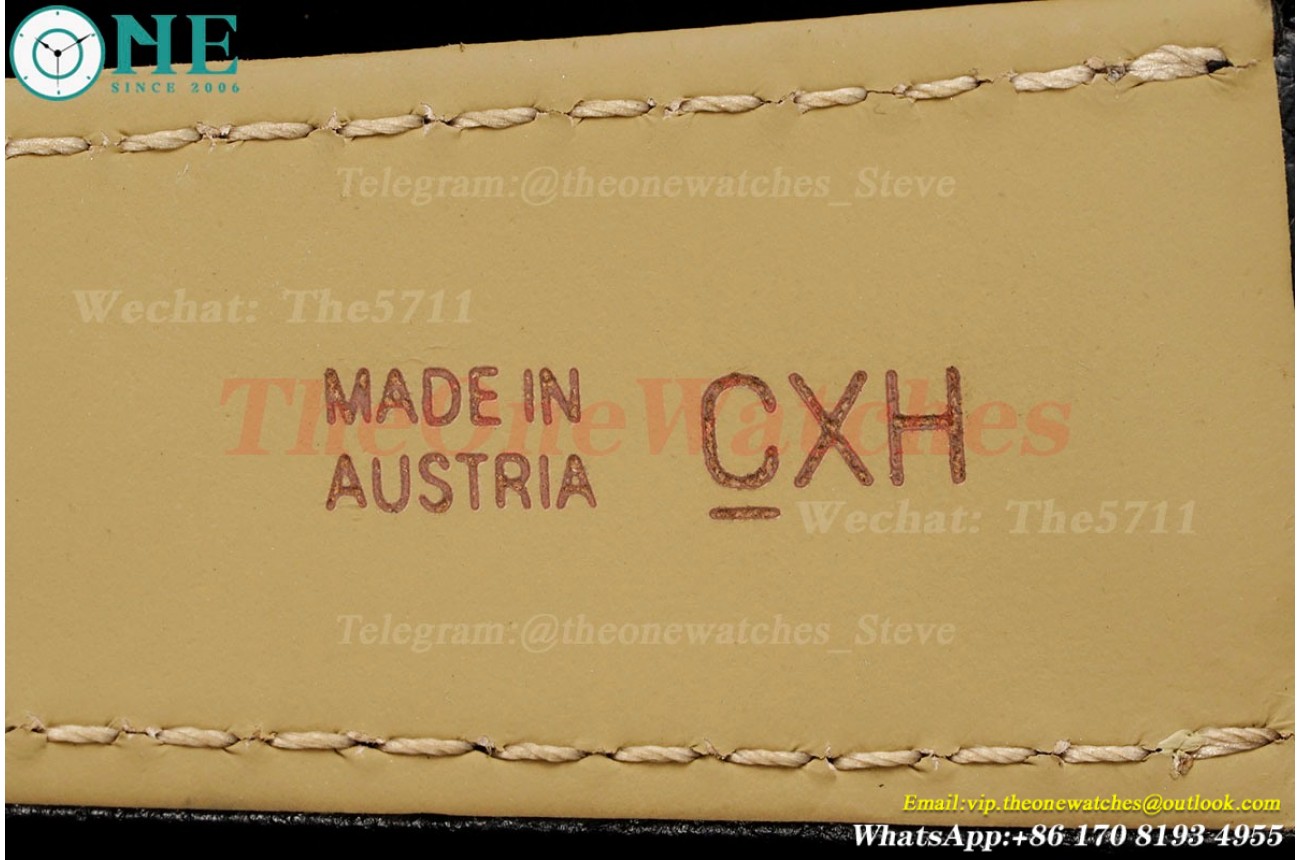 ONE
SINCE 2006
Telegram:@theonewatches_Steve
Wechat: The5711
MADE IN
AUSTRIA
CXH
TheOneWatches
Wechat: The5711
Telegram:@theonewatches_Steve
Email:vip.theonewatches@outlook.com
WhatsApp:+86 170 8193 4955